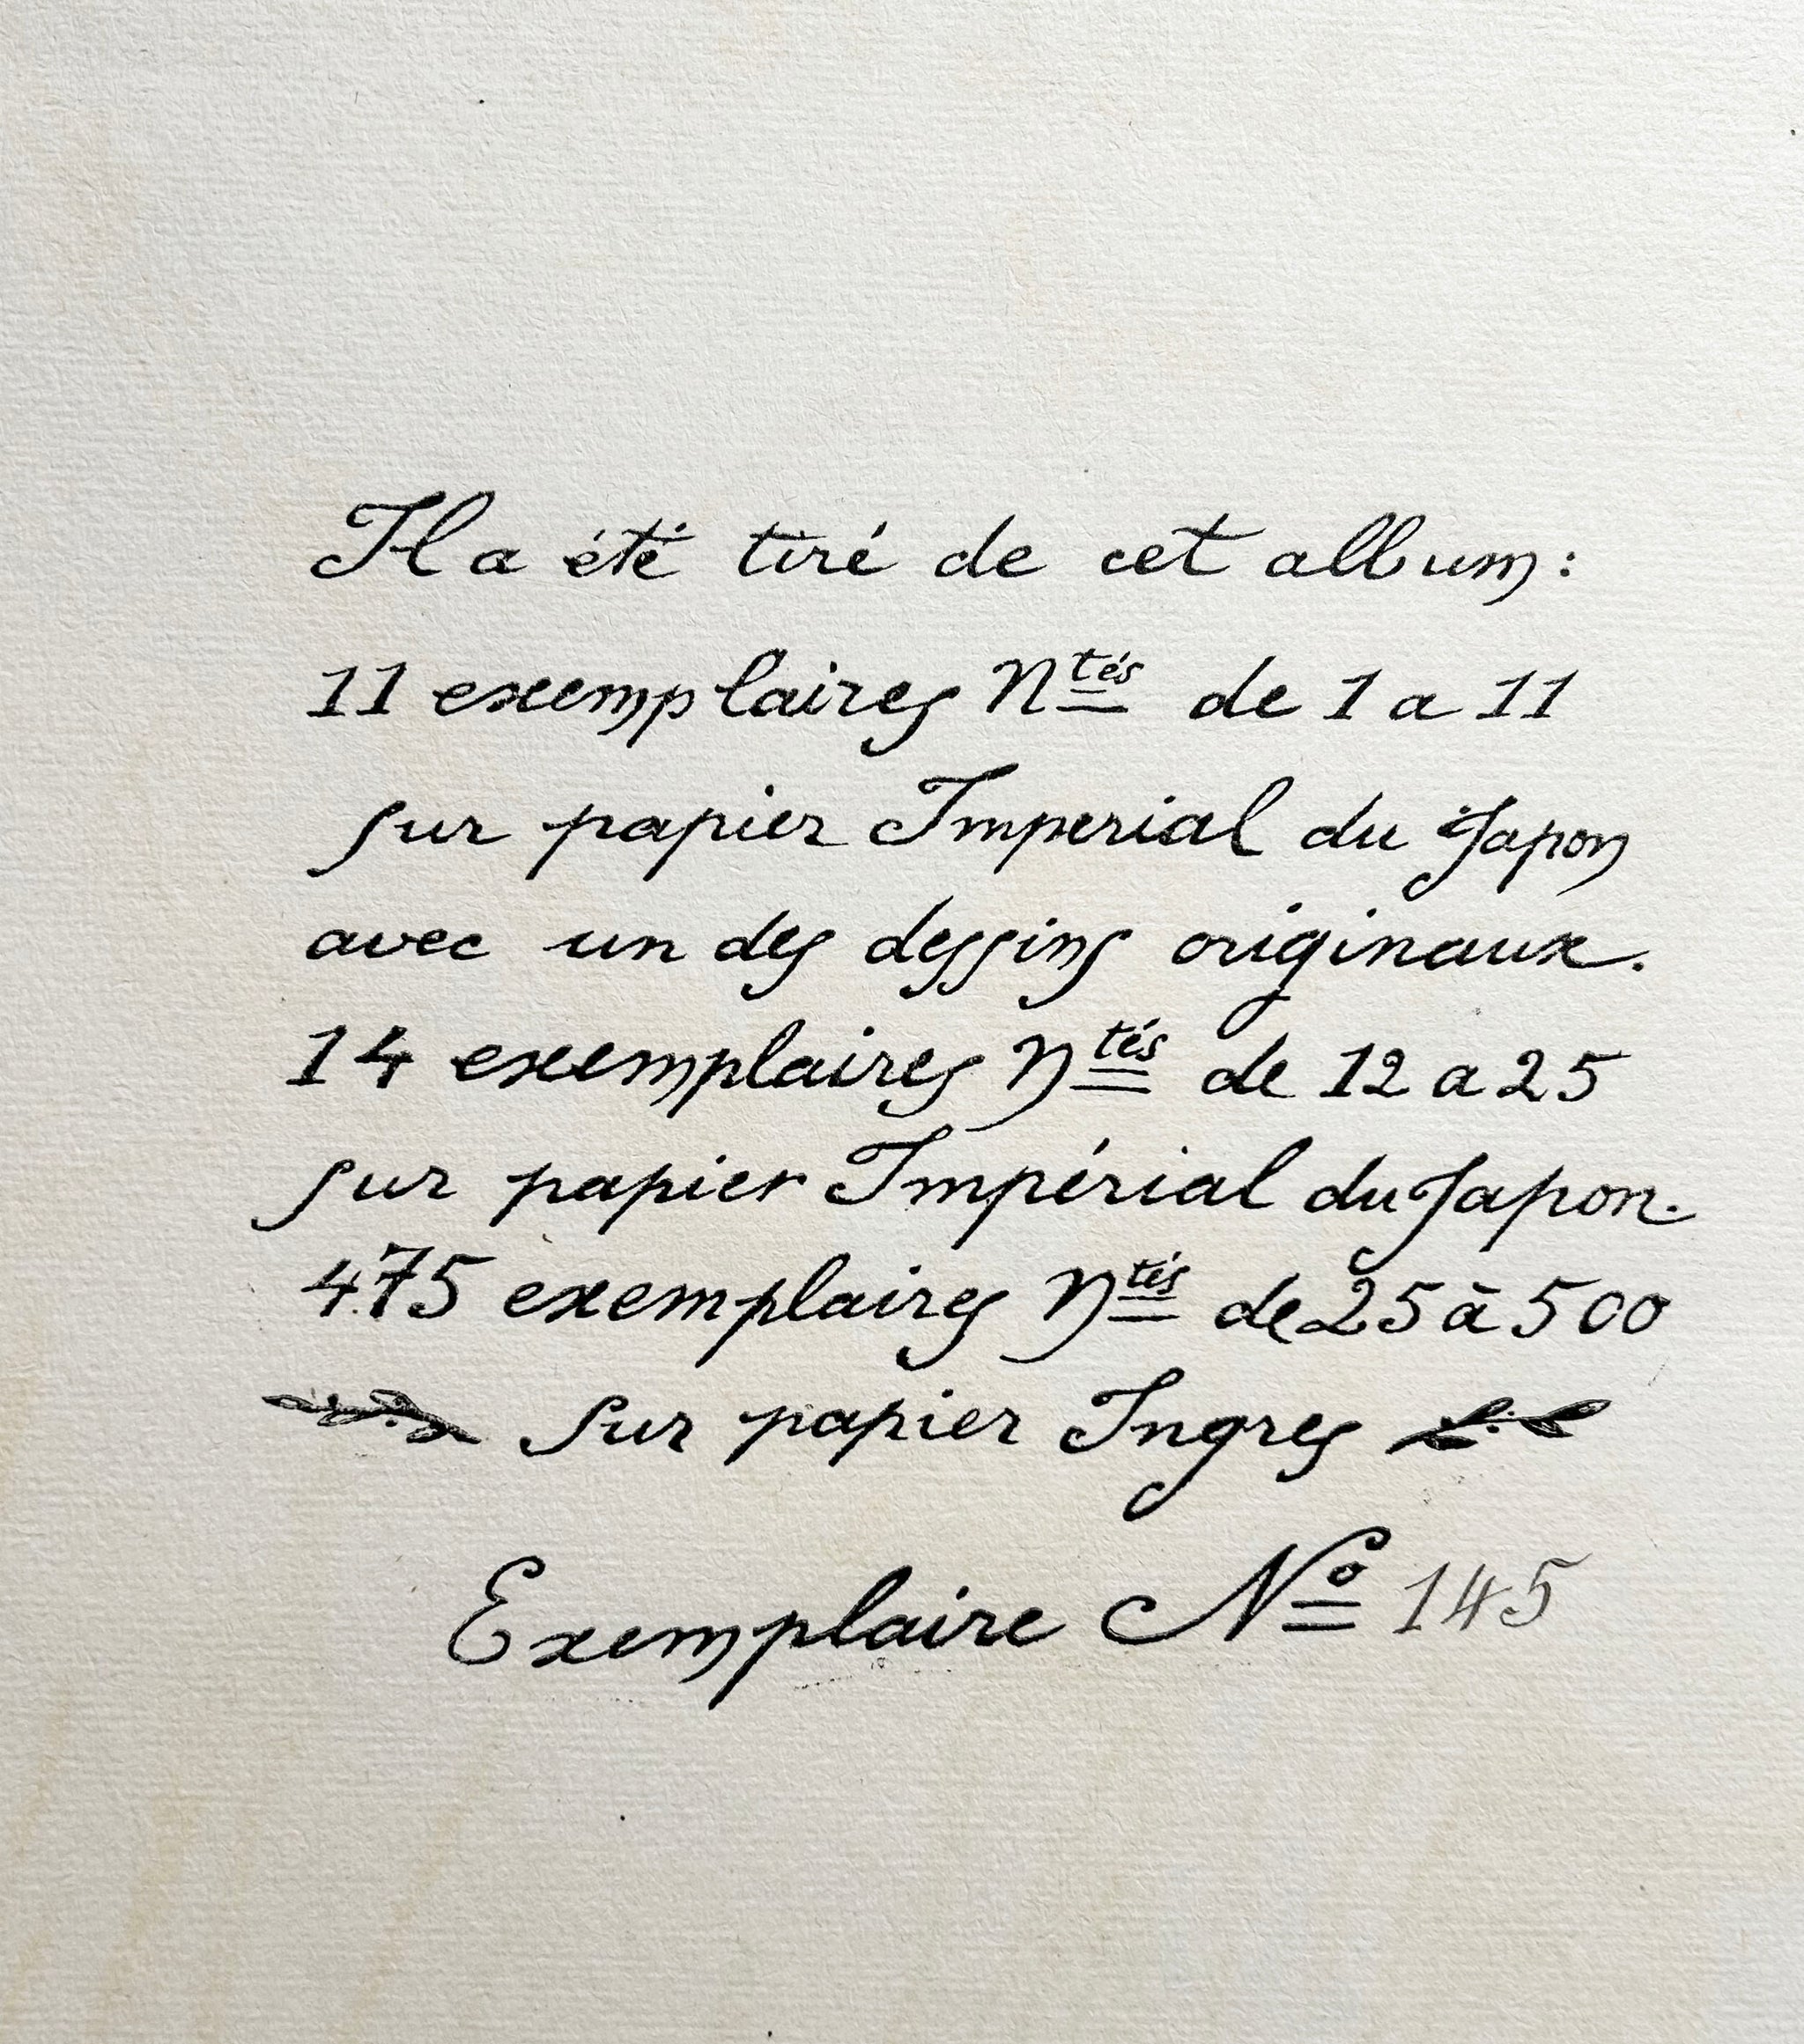 Il a été tiré de cet album:
11 exemplaires Ntés de 1 a 11
sur papier Imperial du Japon
avec un des dessins originaux.
14 exemplaires Ntés de 12 a 25
sur papier Impérial du Japon.
475 exemplaires Ntés de 25 à 500
sur papier Ingres
Exemplaire No 145